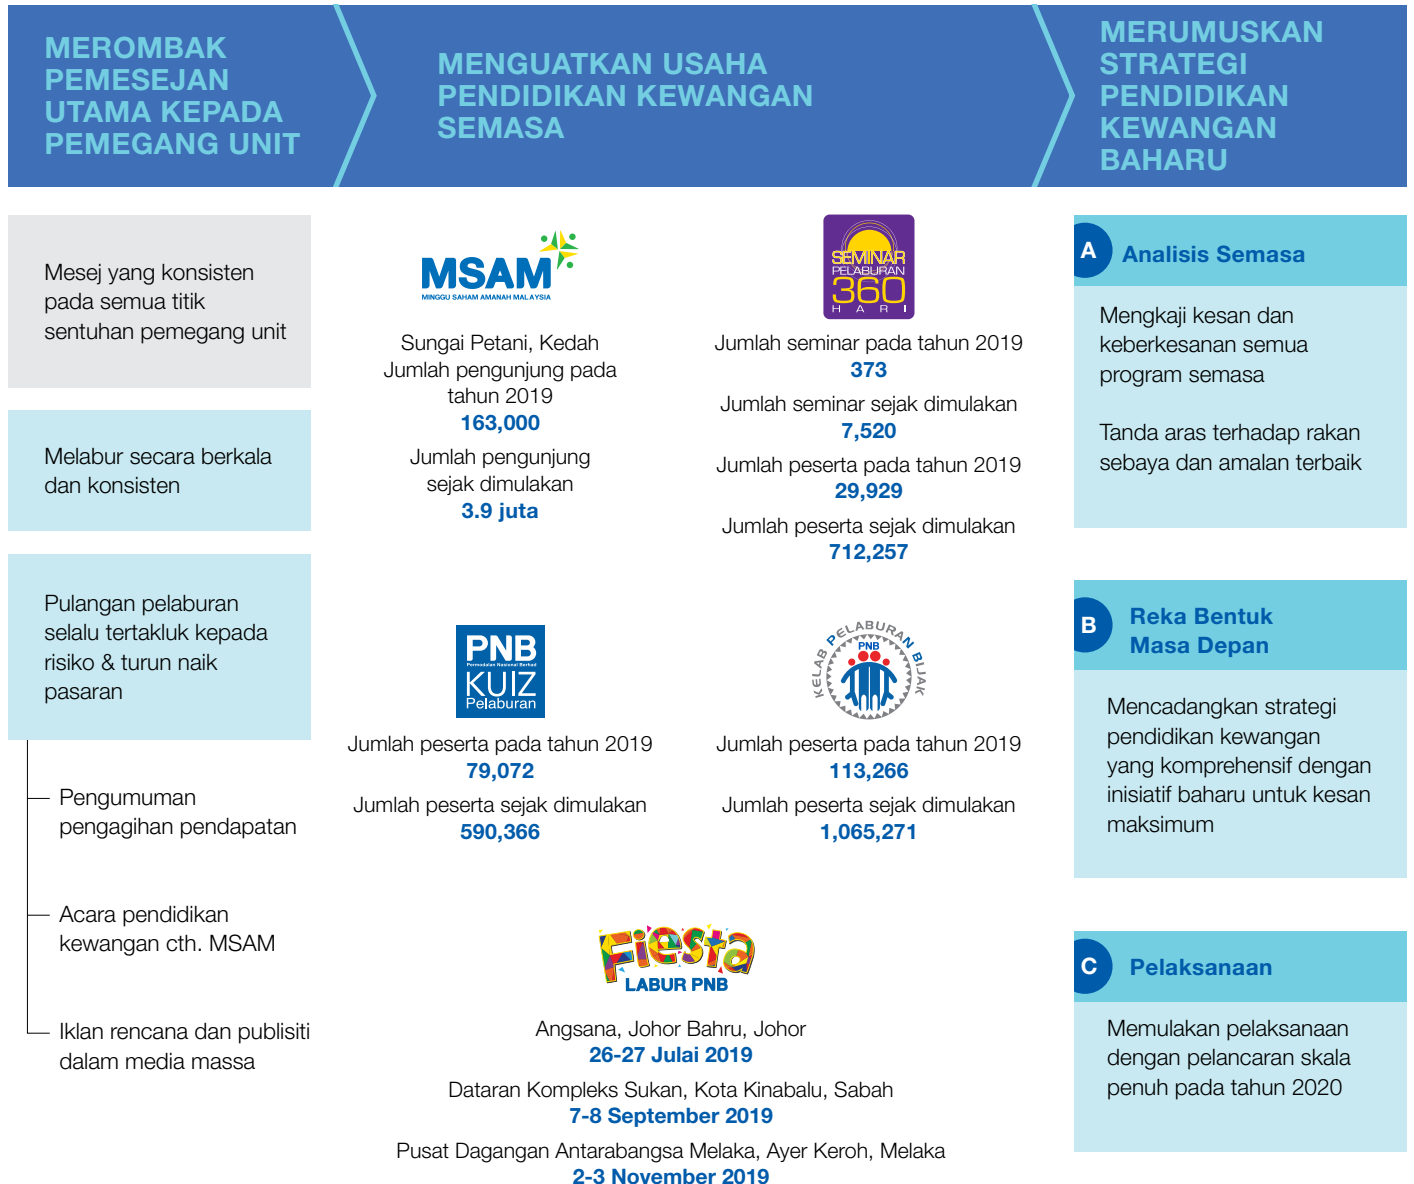 MEROMBAK
PEMESEJAN
UTAMA KEPADA
PEMEGANG UNIT
MENGUATKAN USAHA
PENDIDIKAN KEWANGAN
SEMASA
MERUMUSKAN
STRATEGI
PENDIDIKAN
KEWANGAN
BAHARU
Mesej yang konsisten
pada semua titik
sentuhan pemegang unit
Melabur secara berkala
dan konsisten
Pulangan pelaburan
selalu tertakluk kepada
risiko & turun naik
pasaran
Pengumuman
pengagihan pendapatan
Acara pendidikan
kewangan cth. MSAM
Iklan rencana dan publisiti
dalam media massa
MSAM
MINGGU SAHAM AMANAH MALAYSIA
Sungai Petani, Kedah
Jumlah pengunjung pada
tahun 2019
163,000
Jumlah pengunjung
sejak dimulakan
3.9 juta
SEMINAR
PELABURAN
360
HARI
Jumlah seminar pada tahun 2019
373
Jumlah seminar sejak dimulakan
7,520
Jumlah peserta pada tahun 2019
29,929
Jumlah peserta sejak dimulakan
712,257
PNB
Permodalan Nasional Berhad
KUIZ
Pelaburan
Jumlah peserta pada tahun 2019
79,072
Jumlah peserta sejak dimulakan
590,366
KELAB PELABURAN BIJAK
PNB
Jumlah peserta pada tahun 2019
113,266
Jumlah peserta sejak dimulakan
1,065,271
Fiesta
LABUR PNB
Angsana, Johor Bahru, Johor
26-27 Julai 2019
Dataran Kompleks Sukan, Kota Kinabalu, Sabah
7-8 September 2019
Pusat Dagangan Antarabangsa Melaka, Ayer Keroh, Melaka
2-3 November 2019
A Analisis Semasa
Mengkaji kesan dan
keberkesanan semua
program semasa
Tanda aras terhadap rakan
sebaya dan amalan terbaik
B Reka Bentuk
Masa Depan
Mencadangkan strategi
pendidikan kewangan
yang komprehensif dengan
inisiatif baharu untuk kesan
maksimum
C Pelaksanaan
Memulakan pelaksanaan
dengan pelancaran skala
penuh pada tahun 2020